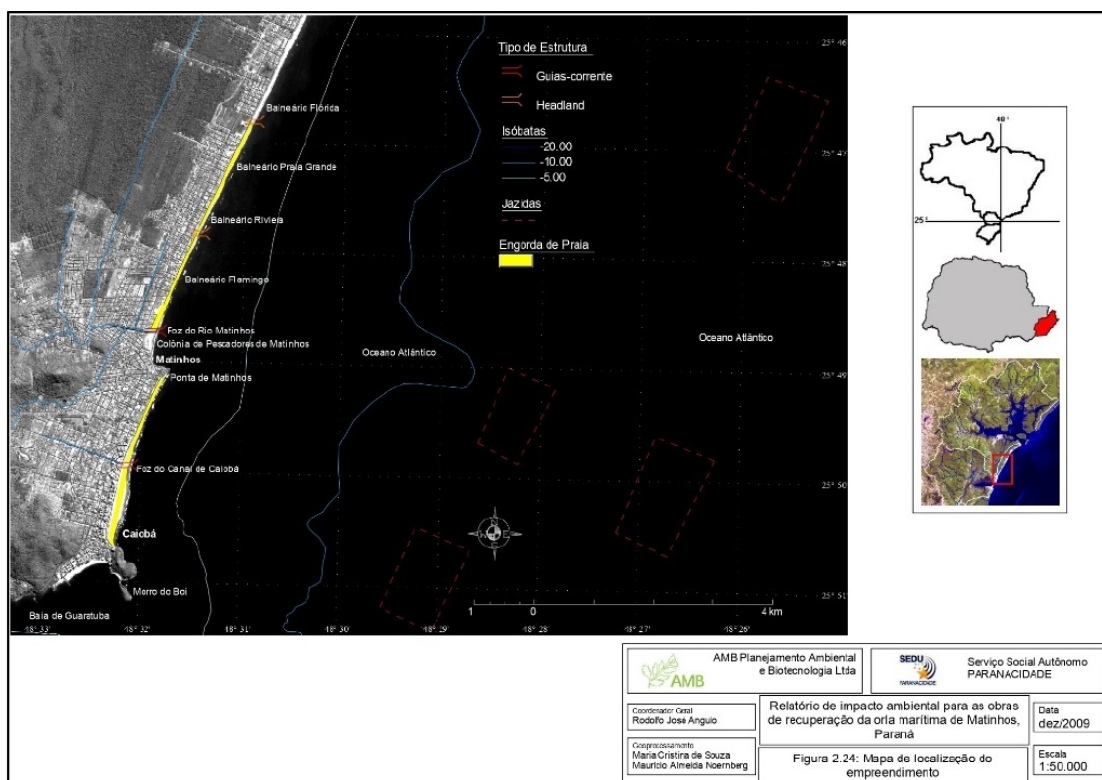 Tipo de Estrutura
Guias-corrente
Headland
Isóbatas
-20.00
-10.00
-5.00
Jazidas
Engorda de Praia
Balneário Flórida
Balneário Praia Grande
Balneário Riviera
Balneário Flamingo
Foz do Rio Matinhos
Colônia de Pescadores de Matinhos
Matinhos
Ponta de Matinhos
Foz do Canal de Caiobá
Caiobá
Morro do Boi
Baia de Guaratuba
Oceano Atlântico
Oceano Atlântico
25° 46
25° 47
25° 48
25° 49
25° 50
25° 51
1 0 4 km
48° 33'
48° 32'
48° 31'
48° 30'
48° 29'
48° 28'
48° 27'
48° 26'
48°
25°
AMB
AMB Planejamento Ambiental
e Biotecnologia Ltda
SEDU
PARANACIDADE
Serviço Social Autônomo
PARANACIDADE
Coordenador Geral
Rodolfo José Angulo
Relatório de impacto ambiental para as obras
de recuperação da orla marítima de Matinhos,
Paraná
Data
dez/2009
Geoprocessamento
Maria Cristina de Souza
Mauricio Almeida Noernberg
Figura 2.24: Mapa de localização do
empreendimento
Escala
1:50.000